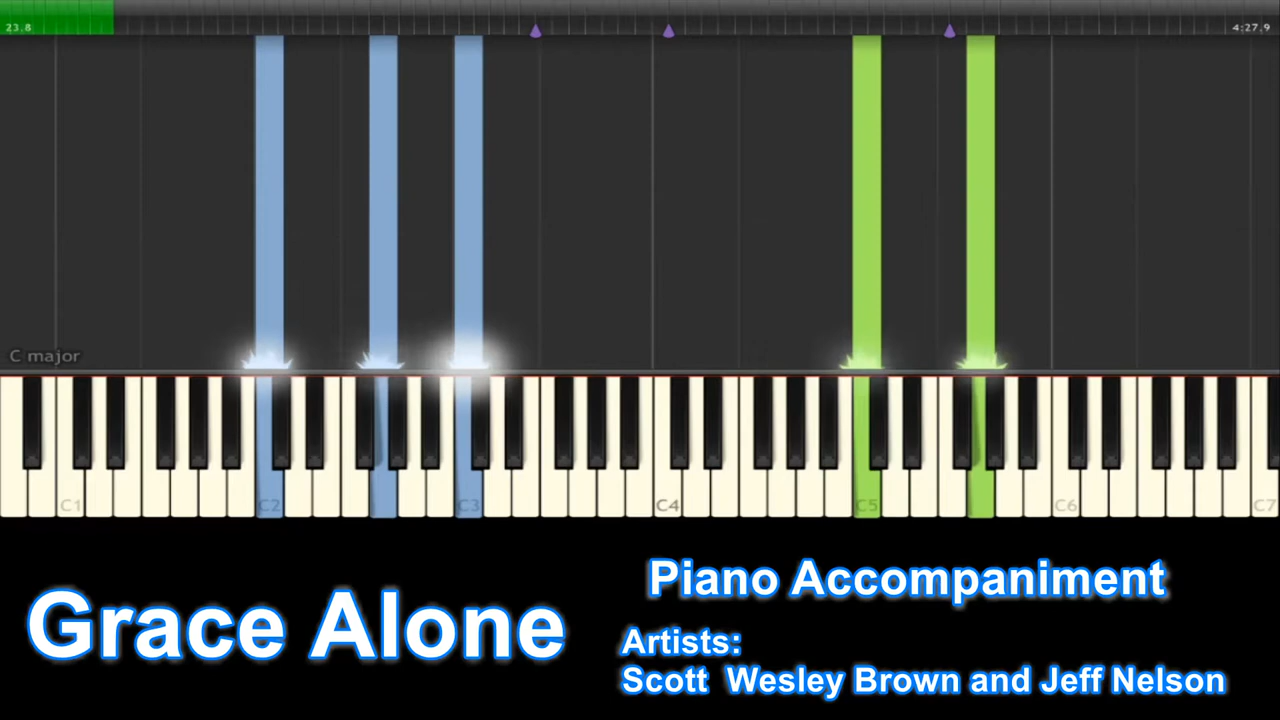 23.8
4:27.9
C major
C1 C2 C3 C4 C5 C6 C7
Piano Accompaniment
Grace Alone
Artists:
Scott Wesley Brown and Jeff Nelson